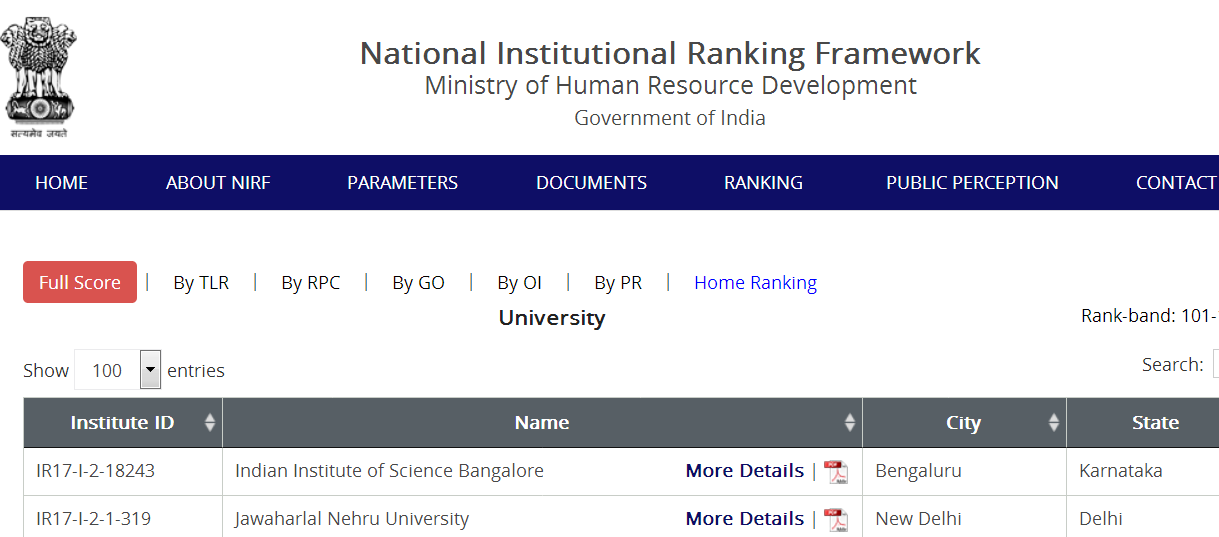 National Institutional Ranking Framework
Ministry of Human Resource Development
Government of India
सत्यमेव जयते
HOME ABOUT NIRF PARAMETERS DOCUMENTS RANKING PUBLIC PERCEPTION CONTACT
Full Score | By TLR | By RPC | By GO | By OI | By PR | Home Ranking
University
Rank-band: 101-
Show 100 entries
Search:
Institute ID Name City State
IR17-I-2-18243 Indian Institute of Science Bangalore More Details | Bengaluru Karnataka
IR17-I-2-1-319 Jawaharlal Nehru University More Details | New Delhi Delhi